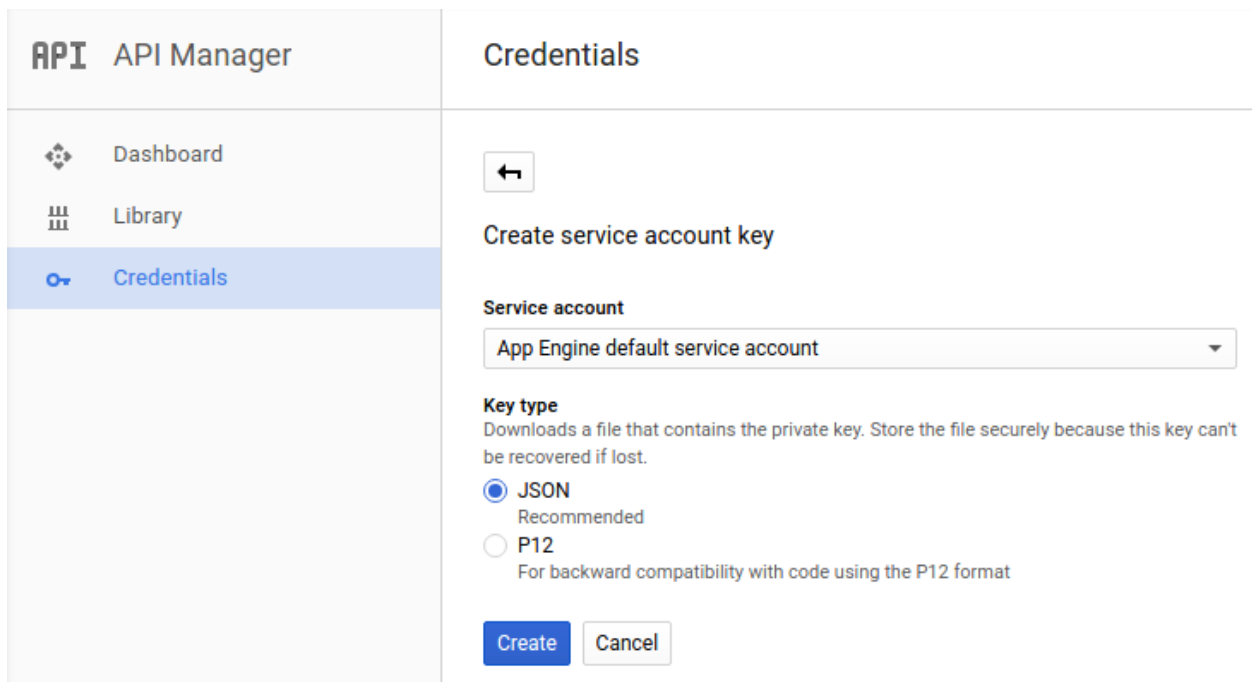 API API Manager
Credentials
Dashboard
Library
Credentials
Create service account key
Service account
App Engine default service account
Key type
Downloads a file that contains the private key. Store the file securely because this key can't
be recovered if lost.
JSON
Recommended
P12
For backward compatibility with code using the P12 format
Create Cancel